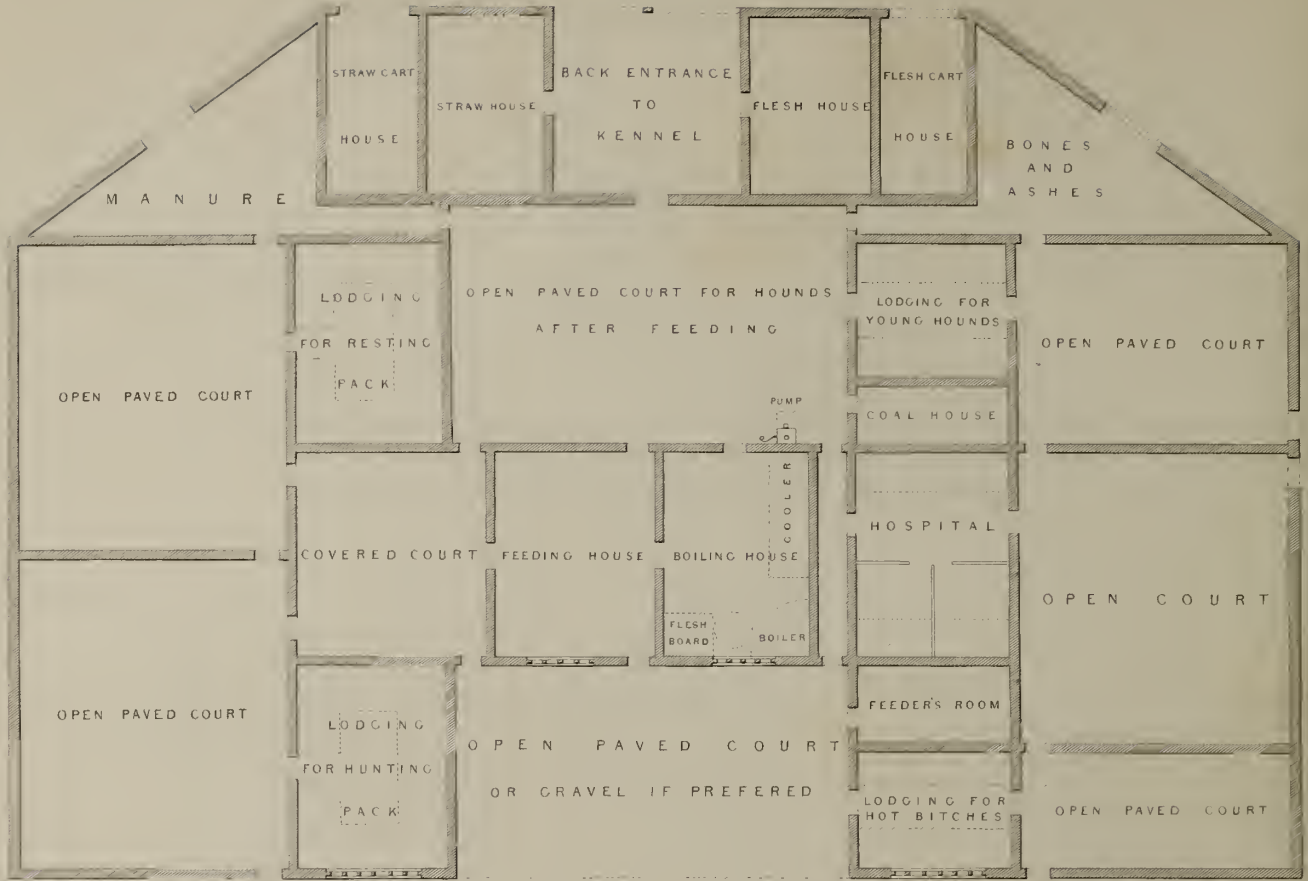 STRAW CART
HOUSE
STRAW HOUSE
BACK ENTRANCE
TO
KENNEL
FLESH HOUSE
FLESH CART
HOUSE
MANURE
BONES
AND
ASHES
OPEN PAVED COURT
LODGING
FOR RESTING
PACK
OPEN PAVED COURT FOR HOUNDS
AFTER FEEDING
LODGING FOR
YOUNG HOUNDS
OPEN PAVED COURT
PUMP
COAL HOUSE
COVERED COURT
FEEDING HOUSE
BOILING HOUSE
COOLER
FLESH
BOARD
BOILER
HOSPITAL
OPEN COURT
OPEN PAVED COURT
LODGING
FOR HUNTING
PACK
OPEN PAVED COURT
OR GRAVEL IF PREFERED
FEEDER'S ROOM
LODGING FOR
HOT BITCHES
OPEN PAVED COURT